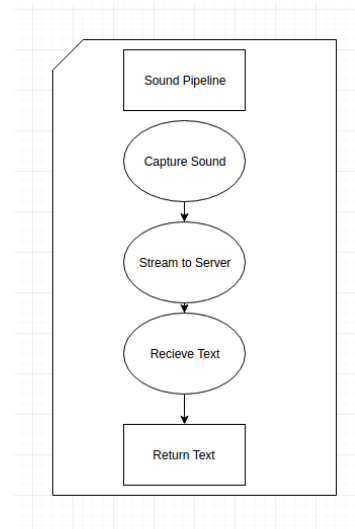 Sound Pipeline
Capture Sound
Stream to Server
Recieve Text
Return Text